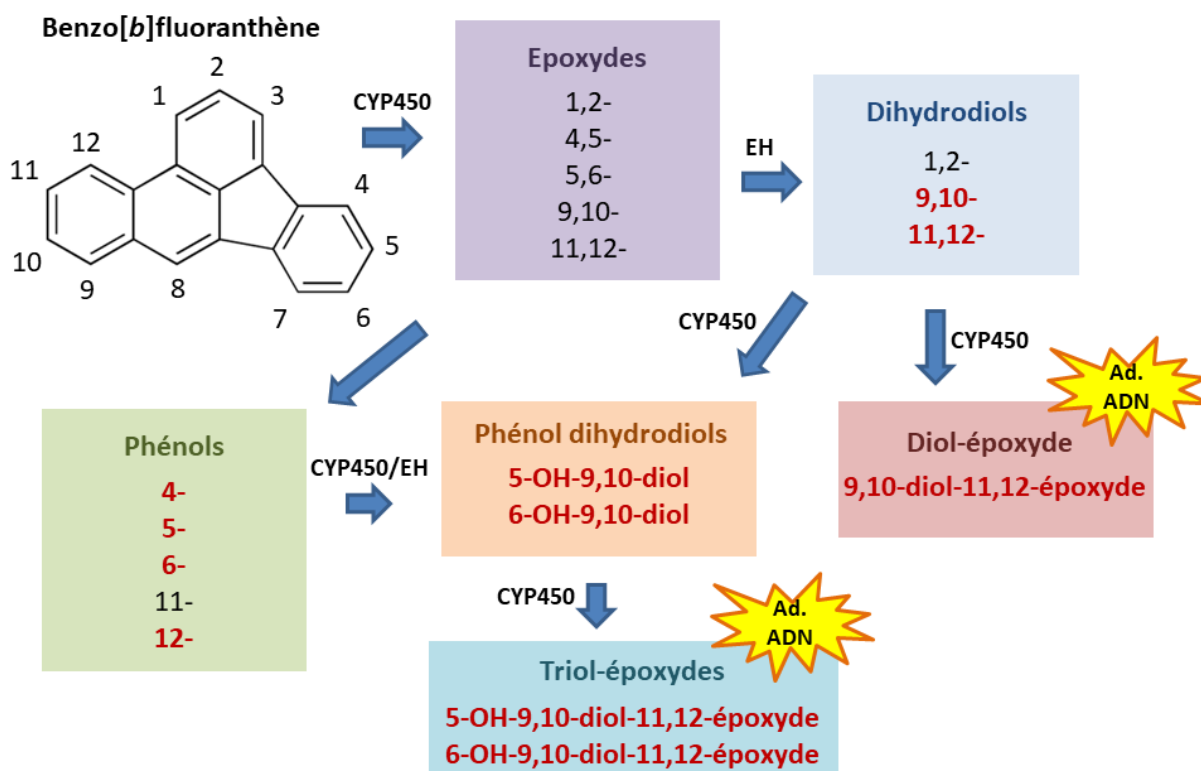 Benzo[b]fluoranthène
2
1
3
12
11
4
10
5
9
8
7
6
CYP450
Epoxydes
1,2-
4,5-
5,6-
9,10-
11,12-
EH
Dihydrodiols
1,2-
9,10-
11,12-
CYP450
CYP450
Ad.
ADN
Phénols
4-
5-
6-
11-
12-
CYP450/EH
Phénol dihydrodiols
5-OH-9,10-diol
6-OH-9,10-diol
Diol-époxyde
9,10-diol-11,12-époxyde
CYP450
Ad.
ADN
Triol-époxydes
5-OH-9,10-diol-11,12-époxyde
6-OH-9,10-diol-11,12-époxyde